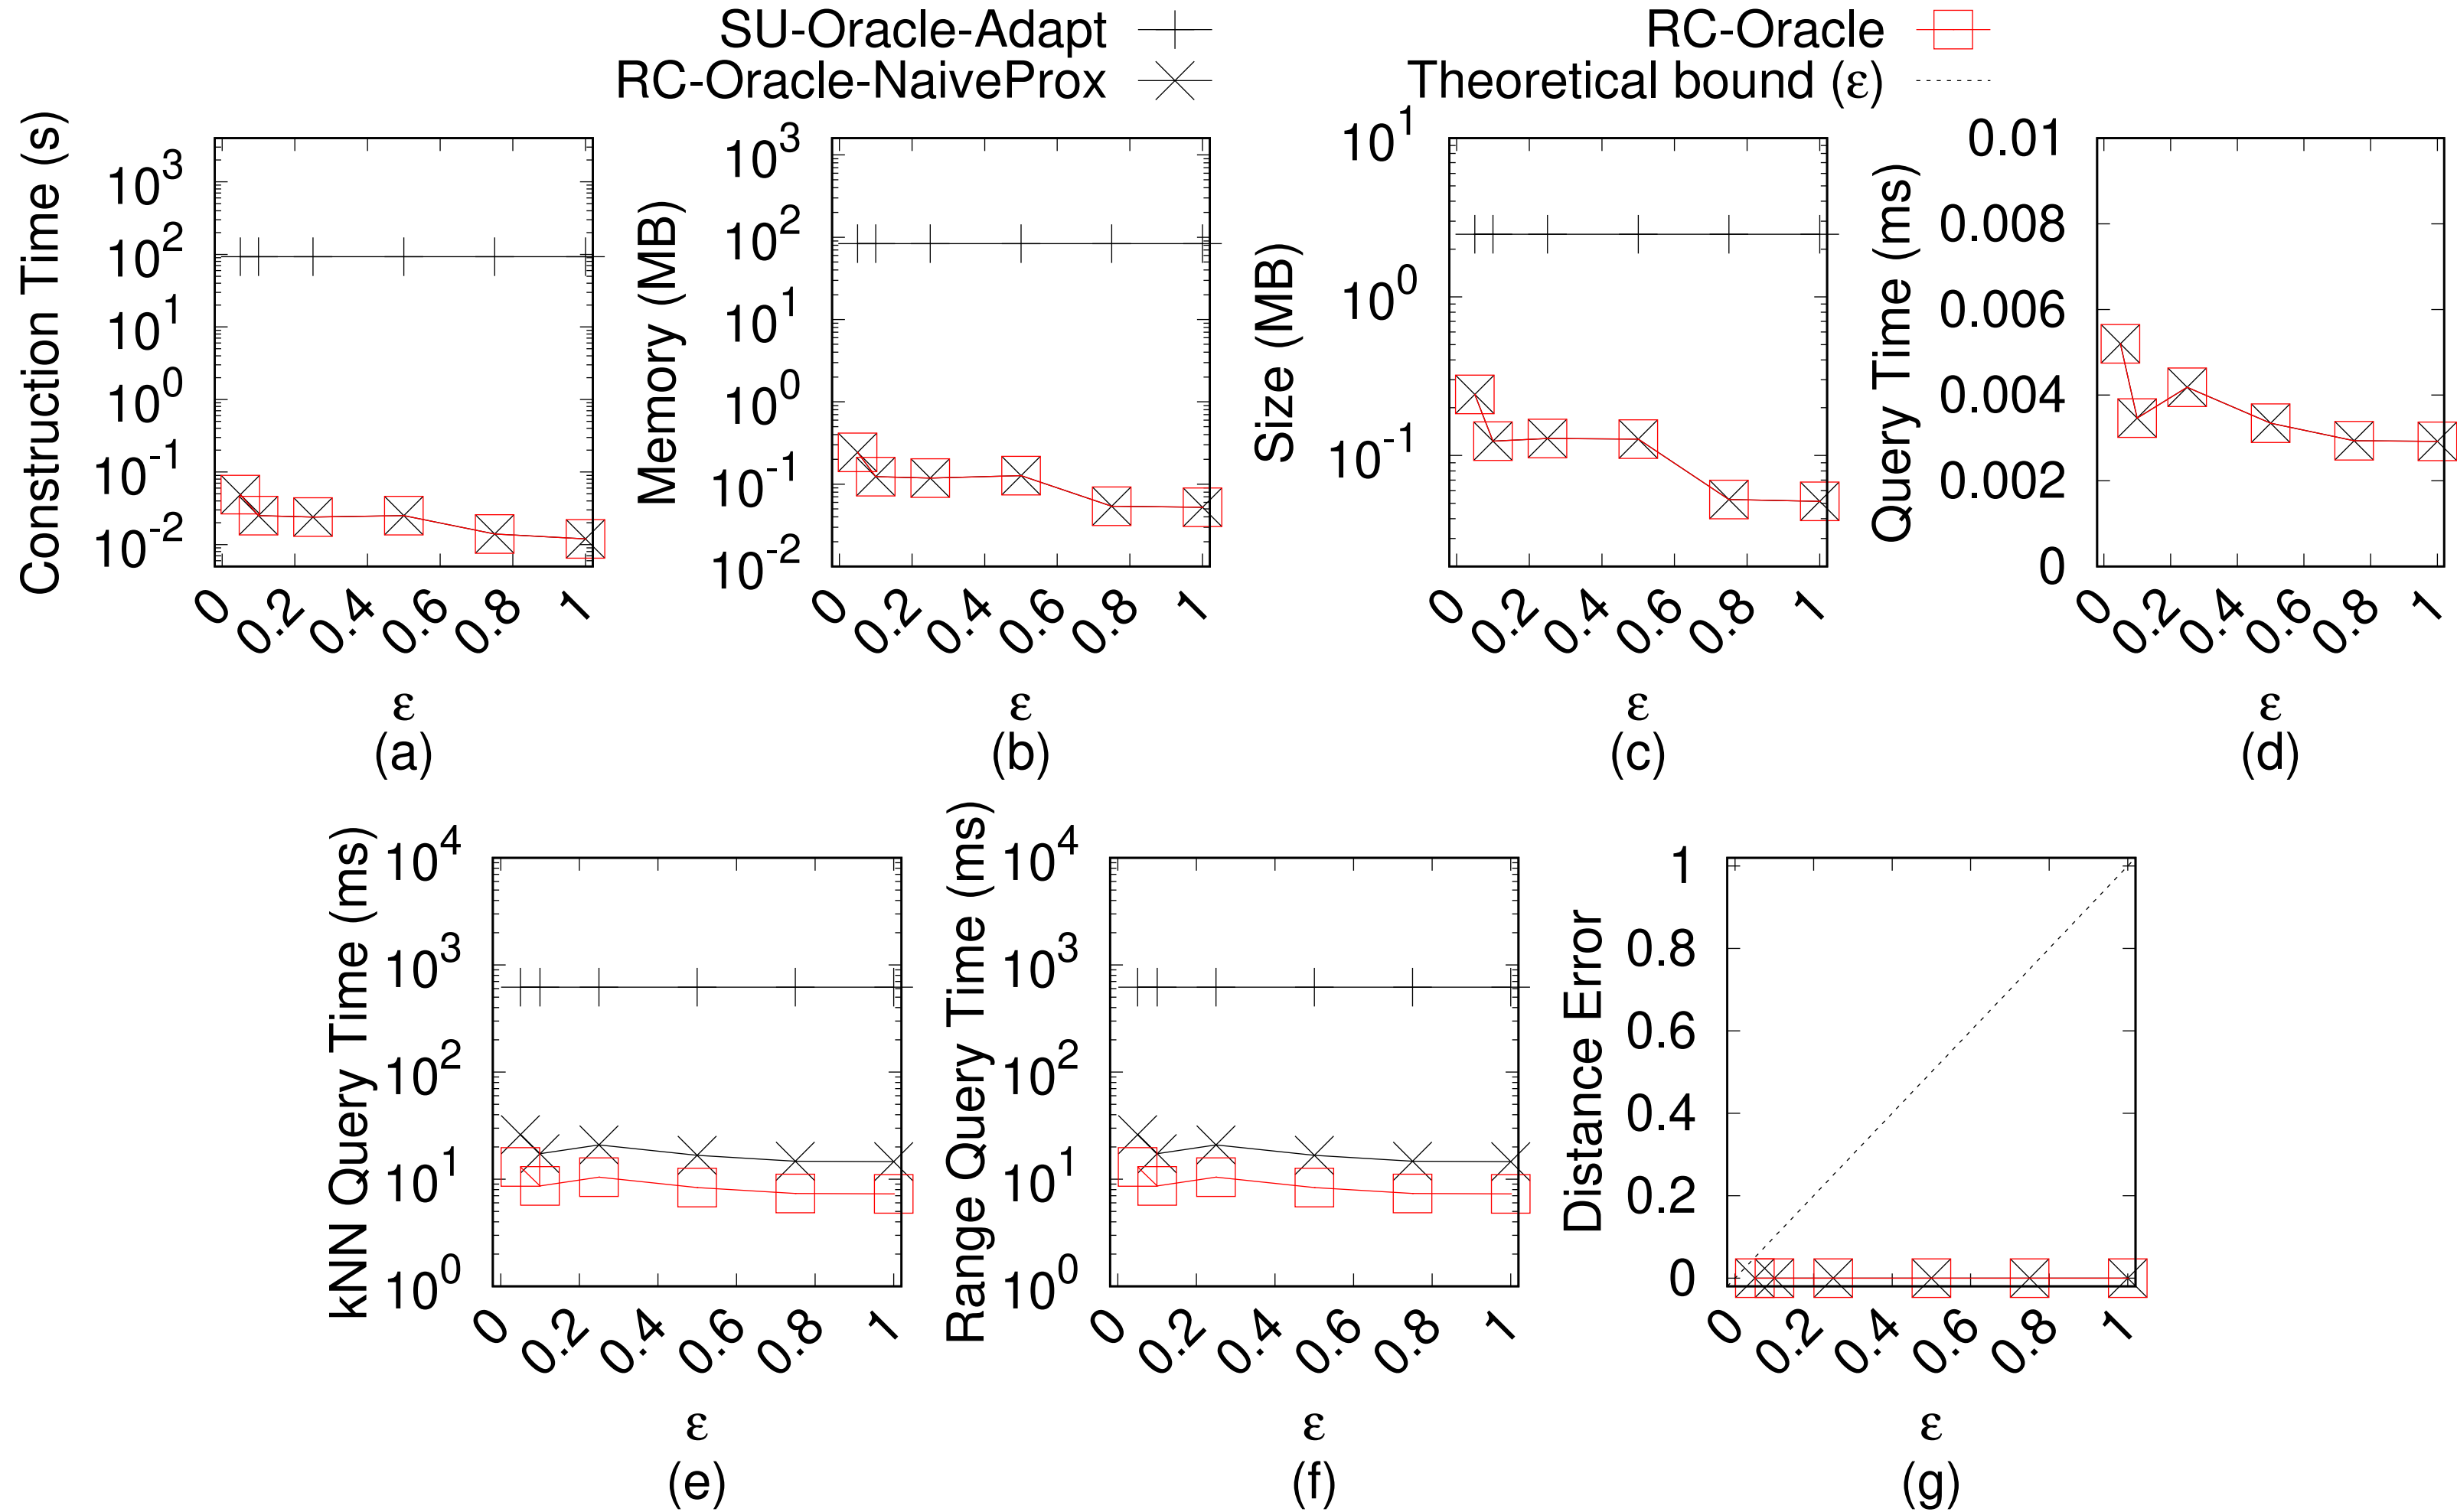 SU-Oracle-Adapt
RC-Oracle-NaiveProx
RC-Oracle
Theoretical bound (ε)
Construction Time (s)
10^3
10^2
10^1
10^0
10^-1
10^-2
0 0.2 0.4 0.6 0.8 1
ε
(a)
Memory (MB)
10^3
10^2
10^1
10^0
10^-1
10^-2
0 0.2 0.4 0.6 0.8 1
ε
(b)
Size (MB)
10^1
10^0
10^-1
0 0.2 0.4 0.6 0.8 1
ε
(c)
Query Time (ms)
0.01
0.008
0.006
0.004
0.002
0
0 0.2 0.4 0.6 0.8 1
ε
(d)
kNN Query Time (ms)
10^4
10^3
10^2
10^1
10^0
0 0.2 0.4 0.6 0.8 1
ε
(e)
Range Query Time (ms)
10^4
10^3
10^2
10^1
10^0
0 0.2 0.4 0.6 0.8 1
ε
(f)
Distance Error
1
0.8
0.6
0.4
0.2
0
0 0.2 0.4 0.6 0.8 1
ε
(g)